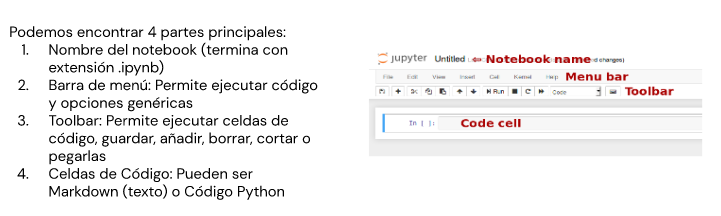 Podemos encontrar 4 partes principales:
1. Nombre del notebook (termina con
extensión .ipynb)
2. Barra de menú: Permite ejecutar código
y opciones genéricas
3. Toolbar: Permite ejecutar celdas de
código, guardar, añadir, borrar, cortar o
pegarlas
4. Celdas de Código: Pueden ser
Markdown (texto) o Código Python
jupyter Untitled Notebook name d changes)
File Edit View Insert Cell Kernel Help Menu bar
Run Code Toolbar
In [ ]: Code cell